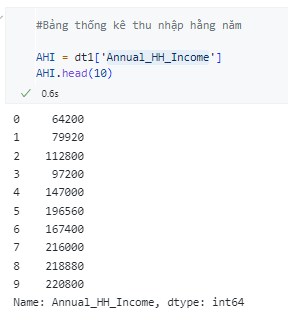 #Bảng thống kê thu nhập hằng năm
AHI = dt1['Annual_HH_Income']
AHI.head(10)
0.6s
0 64200
1 79920
2 112800
3 97200
4 147000
5 196560
6 167400
7 216000
8 218880
9 220800
Name: Annual_HH_Income, dtype: int64